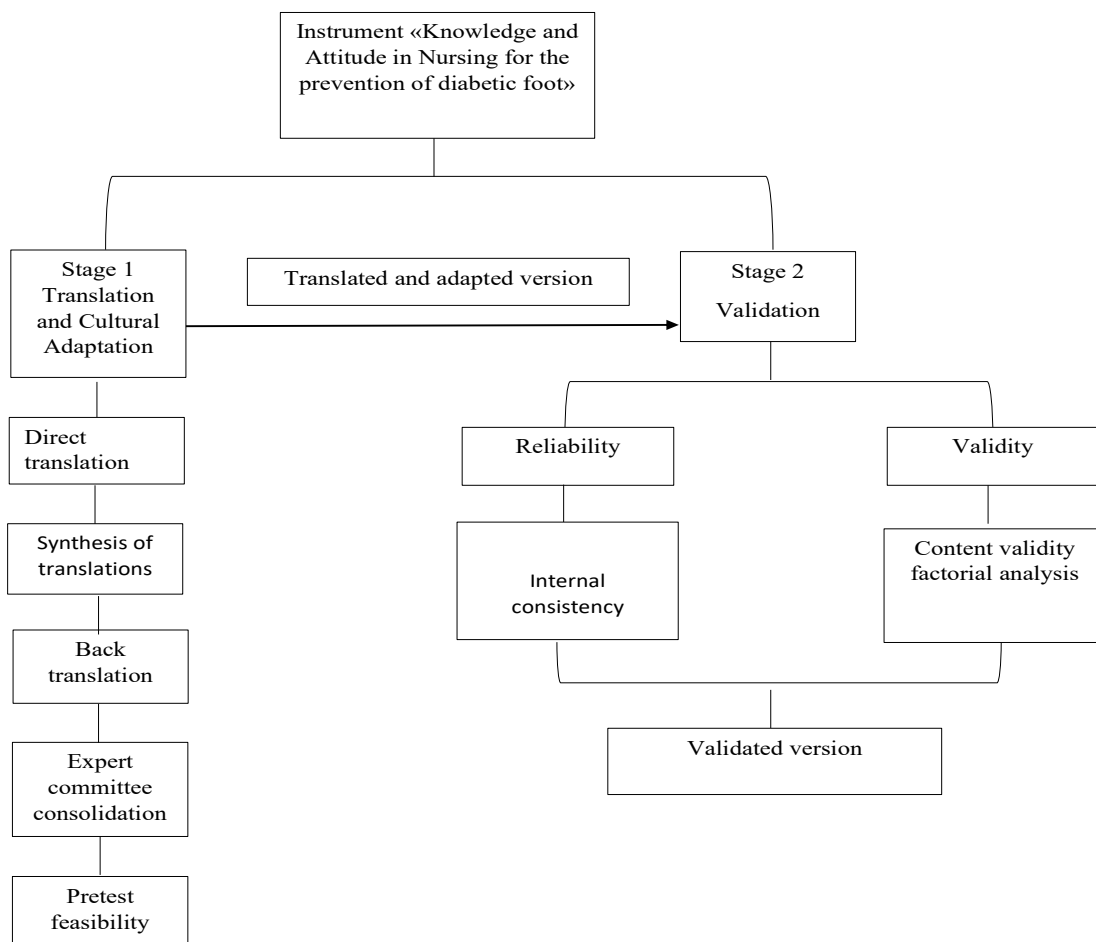 Instrument «Knowledge and
Attitude in Nursing for the
prevention of diabetic foot»
Stage 1
Translation
and Cultural
Adaptation
Translated and adapted version
Stage 2
Validation
Direct
translation
Synthesis of
translations
Back
translation
Expert
committee
consolidation
Pretest
feasibility
Reliability
Validity
Internal
consistency
Content validity
factorial analysis
Validated version